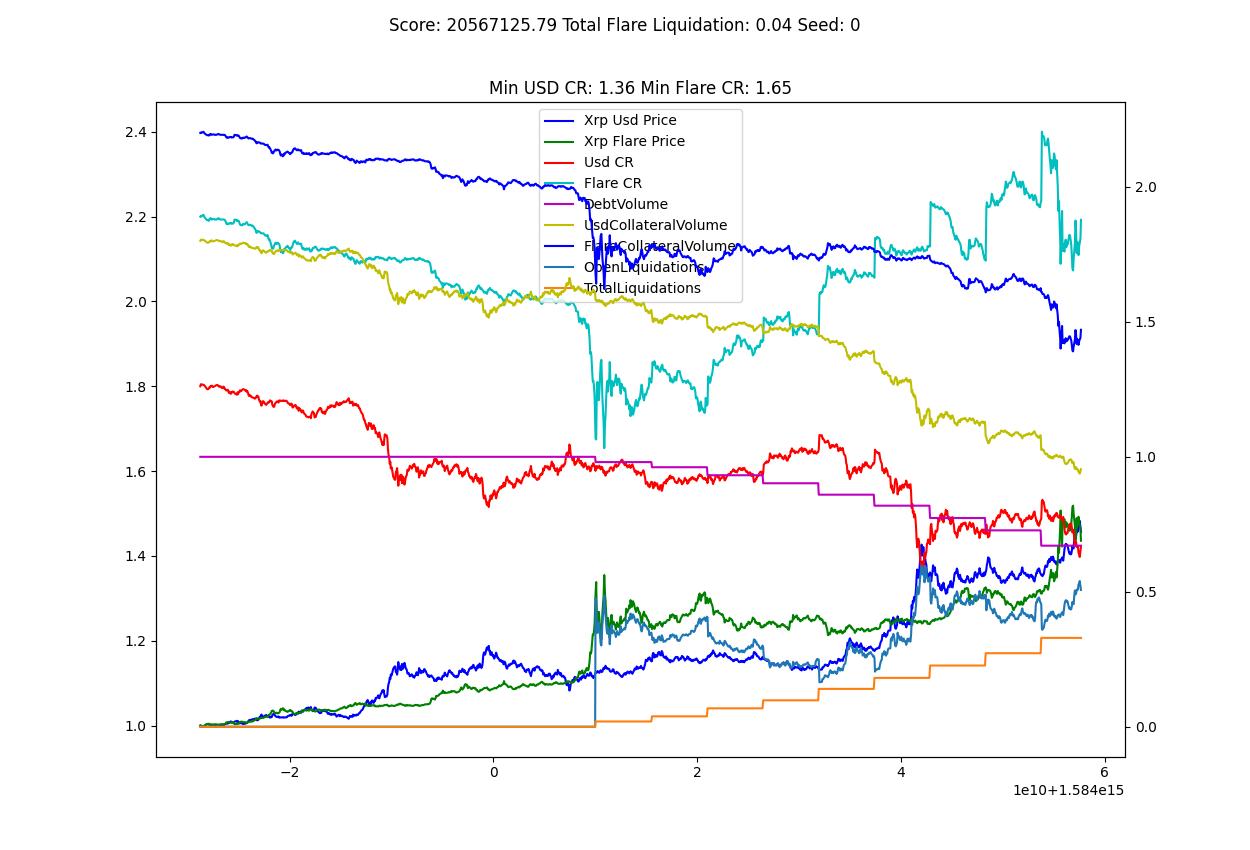 Score: 20567125.79 Total Flare Liquidation: 0.04 Seed: 0
Min USD CR: 1.36 Min Flare CR: 1.65
Xrp Usd Price
Xrp Flare Price
Usd CR
Flare CR
DebtVolume
UsdCollateralVolume
FlareCollateralVolume
OpenLiquidations
TotalLiquidations
2.4
2.2
2.0
1.8
1.6
1.4
1.2
1.0
2.0
1.5
1.0
0.5
0.0
−2
0
2
4
6
1e10+1.584e15